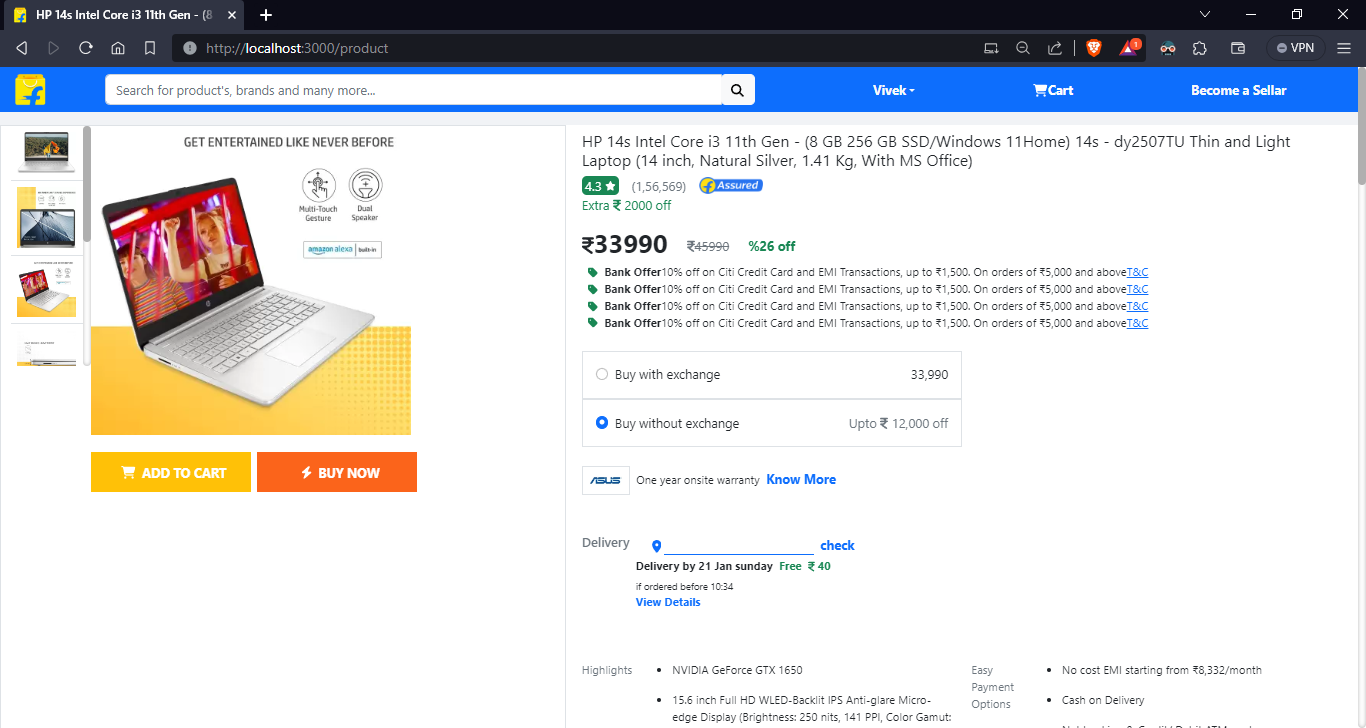 HP 14s Intel Core i3 11th Gen - (8
http://localhost:3000/product
1
VPN
Search for product's, brands and many more...
Vivek
Cart
Become a Sellar
GET ENTERTAINED LIKE NEVER BEFORE
Multi-Touch
Gesture
Dual
Speaker
amazon alexa built-in
ADD TO CART
BUY NOW
HP 14s Intel Core i3 11th Gen - (8 GB 256 GB SSD/Windows 11Home) 14s - dy2507TU Thin and Light
Laptop (14 inch, Natural Silver, 1.41 Kg, With MS Office)
4.3 (1,56,569) Assured
Extra ₹ 2000 off
₹33990 ₹45990 %26 off
Bank Offer10% off on Citi Credit Card and EMI Transactions, up to ₹1,500. On orders of ₹5,000 and aboveT&C
Bank Offer10% off on Citi Credit Card and EMI Transactions, up to ₹1,500. On orders of ₹5,000 and aboveT&C
Bank Offer10% off on Citi Credit Card and EMI Transactions, up to ₹1,500. On orders of ₹5,000 and aboveT&C
Bank Offer10% off on Citi Credit Card and EMI Transactions, up to ₹1,500. On orders of ₹5,000 and aboveT&C
Buy with exchange 33,990
Buy without exchange Upto ₹ 12,000 off
ASUS One year onsite warranty Know More
Delivery check
Delivery by 21 Jan sunday Free ₹ 40
if ordered before 10:34
View Details
Highlights
• NVIDIA GeForce GTX 1650
• 15.6 inch Full HD WLED-Backlit IPS Anti-glare Micro-
edge Display (Brightness: 250 nits, 141 PPI, Color Gamut:
Easy
Payment
Options
• No cost EMI starting from ₹8,332/month
• Cash on Delivery